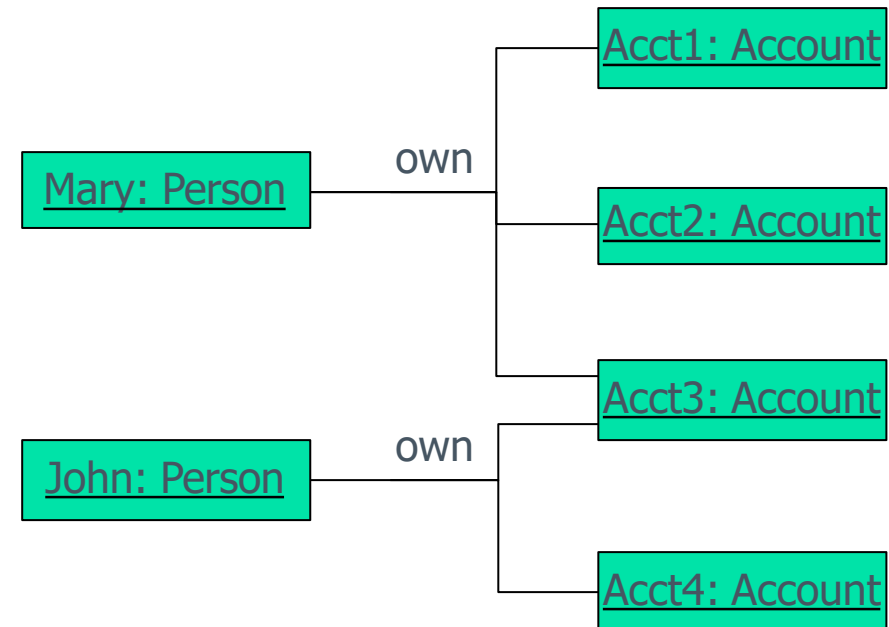 Acct1: Account
own
Mary: Person
Acct2: Account
Acct3: Account
own
John: Person
Acct4: Account